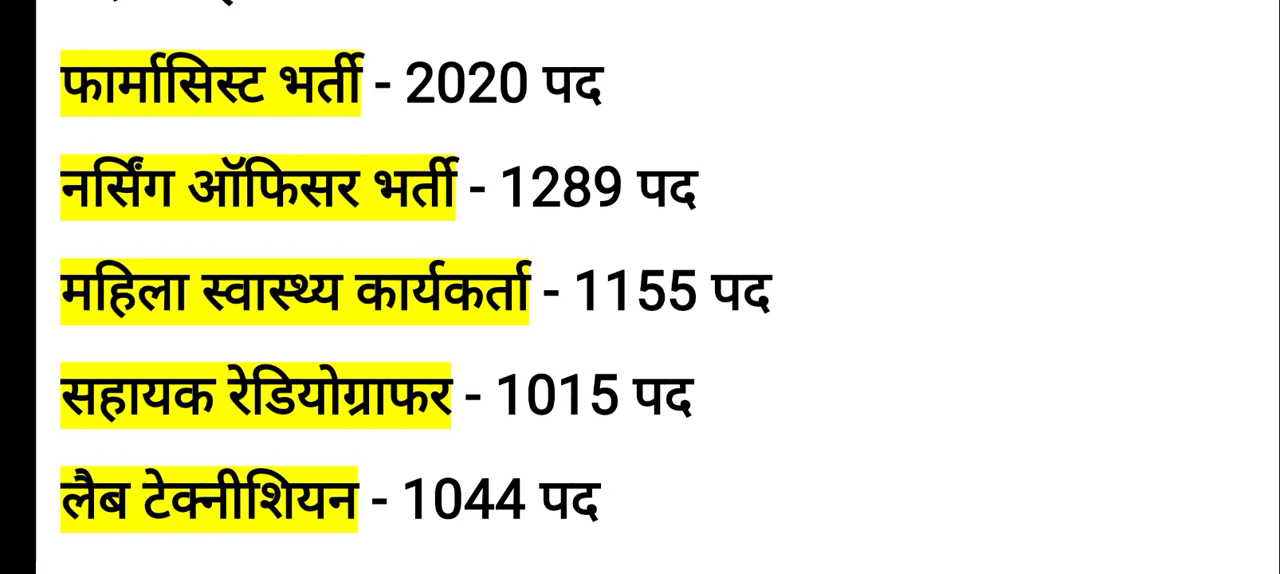 फार्मासिस्ट भर्ती - 2020 पद
नर्सिंग ऑफिसर भर्ती - 1289 पद
महिला स्वास्थ्य कार्यकर्ता - 1155 पद
सहायक रेडियोग्राफर - 1015 पद
लैब टेक्नीशियन - 1044 पद